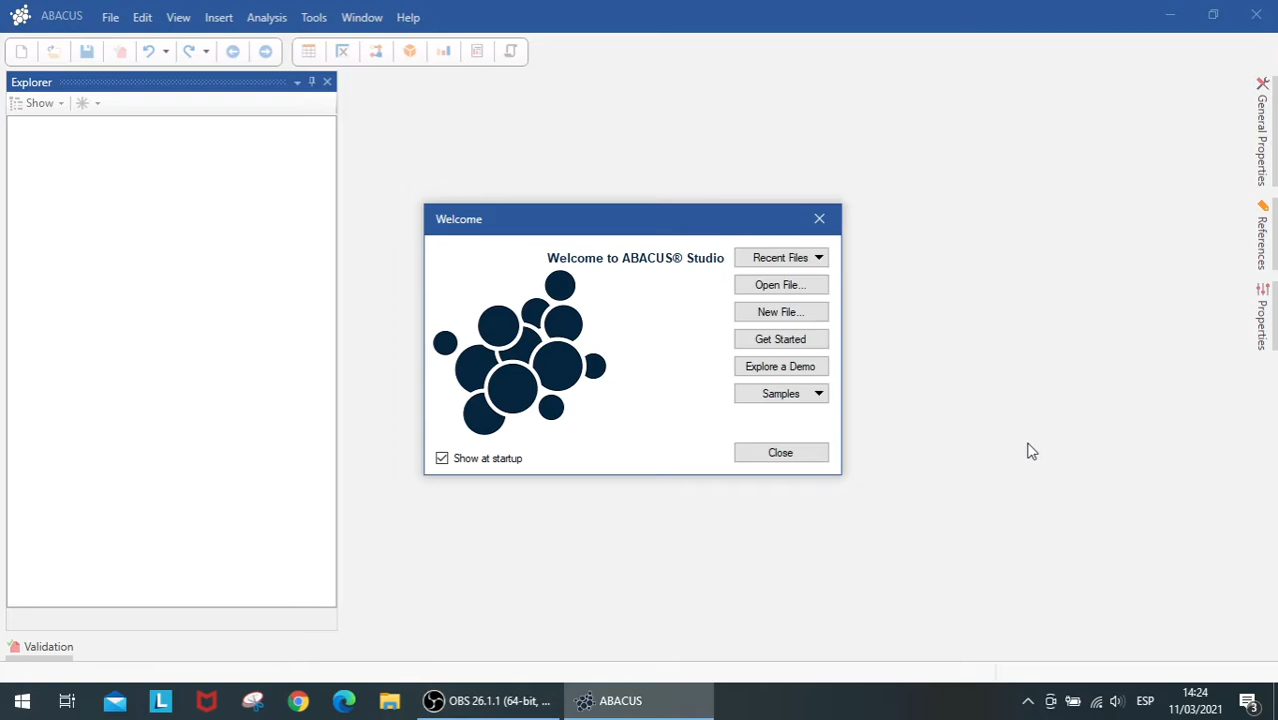 ABACUS File Edit View Insert Analysis Tools Window Help
Explorer
Show
General Properties
References
Properties
Welcome
Welcome to ABACUS® Studio
Recent Files
Open File...
New File...
Get Started
Explore a Demo
Samples
Show at startup
Close
Validation
L
OBS 26.1.1 (64-bit, ...
ABACUS
ESP
14:24
11/03/2021
3